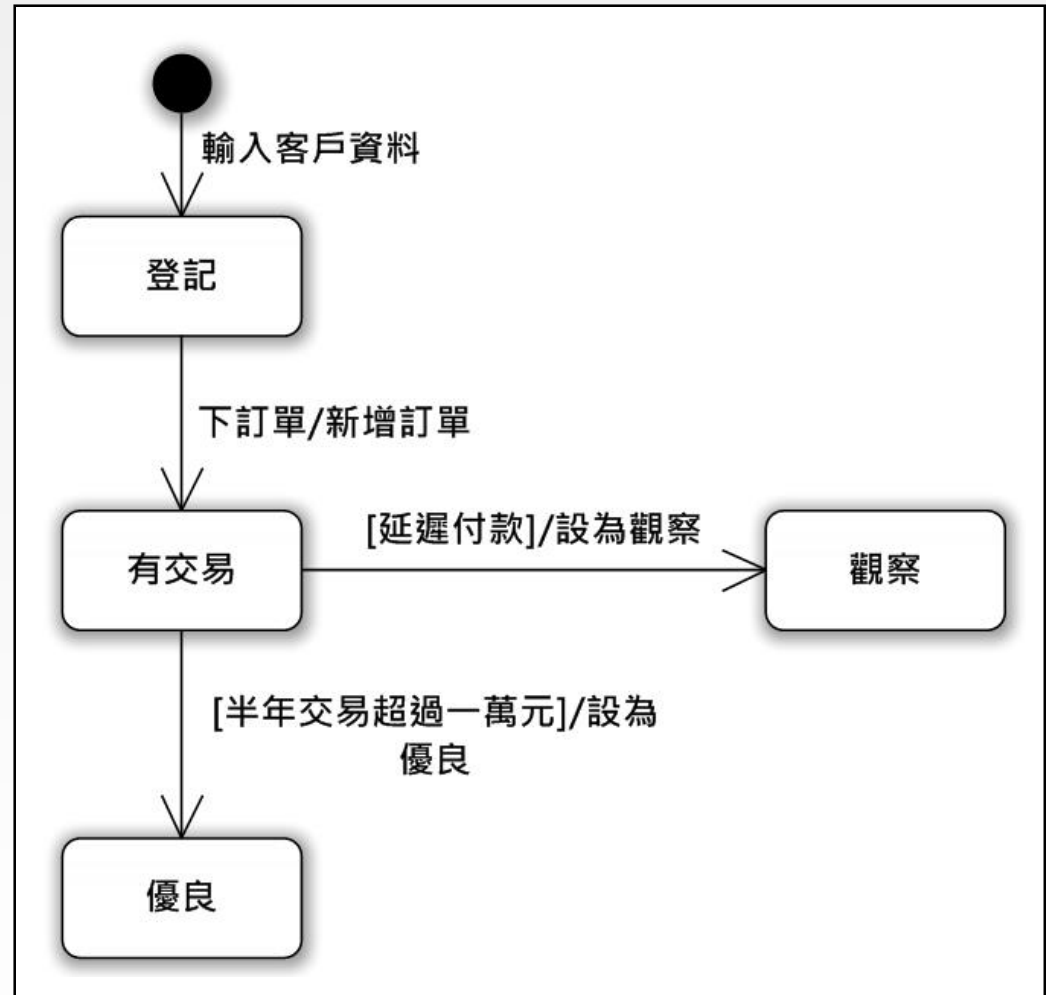 輸入客戶資料
登記
下訂單/新增訂單
[延遲付款]/設為觀察
有交易
觀察
[半年交易超過一萬元]/設為
優良
優良